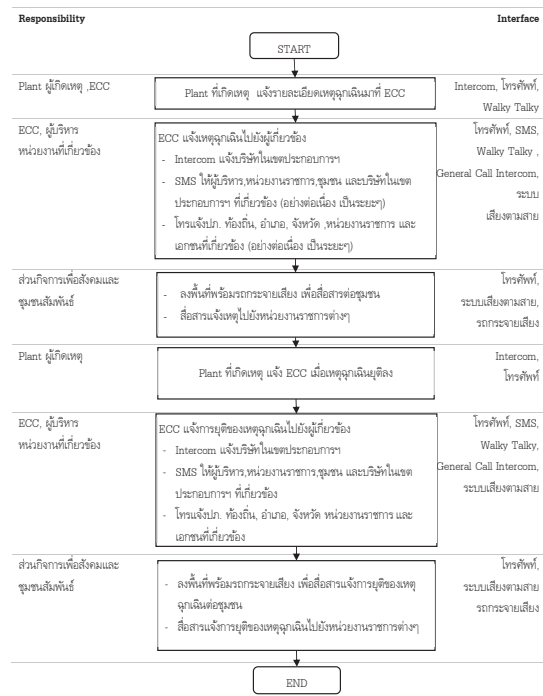 Responsibility
Interface
START
Plant ผู้เกิดเหตุ ,ECC
Plant ที่เกิดเหตุ แจ้งรายละเอียดเหตุฉุกเฉินมาที่ ECC
Intercom, โทรศัพท์,
Walky Talky
ECC, ผู้บริหาร
หน่วยงานที่เกี่ยวข้อง
ECC แจ้งเหตุฉุกเฉินไปยังผู้เกี่ยวข้อง
- Intercom แจ้งบริษัทในเขตประกอบการฯ
- SMS ให้ผู้บริหาร,หน่วยงานราชการ,ชุมชน และบริษัทในเขต
ประกอบการฯ ที่เกี่ยวข้อง (อย่างต่อเนื่อง เป็นระยะๆ)
- โทรแจ้งปภ. ท้องถิ่น, อำเภอ, จังหวัด ,หน่วยงานราชการ และ
เอกชนที่เกี่ยวข้อง (อย่างต่อเนื่อง เป็นระยะๆ)
โทรศัพท์, SMS,
Walky Talky ,
General Call Intercom,
ระบบ
เสียงตามสาย
ส่วนกิจการเพื่อสังคมและ
ชุมชนสัมพันธ์
- ลงพื้นที่พร้อมรถกระจายเสียง เพื่อสื่อสารต่อชุมชน
- สื่อสารแจ้งเหตุไปยังหน่วยงานราชการต่างๆ
โทรศัพท์,
ระบบเสียงตามสาย,
รถกระจายเสียง
Plant ผู้เกิดเหตุ
Plant ที่เกิดเหตุ แจ้ง ECC เมื่อเหตุฉุกเฉินยุติลง
Intercom,
โทรศัพท์
ECC, ผู้บริหาร
หน่วยงานที่เกี่ยวข้อง
ECC แจ้งการยุติของเหตุฉุกเฉินไปยังผู้เกี่ยวข้อง
- Intercom แจ้งบริษัทในเขตประกอบการฯ
- SMS ให้ผู้บริหาร,หน่วยงานราชการ,ชุมชน และบริษัทในเขต
ประกอบการฯ ที่เกี่ยวข้อง
- โทรแจ้งปภ. ท้องถิ่น, อำเภอ, จังหวัด หน่วยงานราชการ และ
เอกชนที่เกี่ยวข้อง
โทรศัพท์, SMS,
Walky Talky,
General Call Intercom,
ระบบเสียงตามสาย
ส่วนกิจการเพื่อสังคมและ
ชุมชนสัมพันธ์
- ลงพื้นที่พร้อมรถกระจายเสียง เพื่อสื่อสารแจ้งการยุติของเหตุ
ฉุกเฉินต่อชุมชน
- สื่อสารแจ้งการยุติของเหตุฉุกเฉินไปยังหน่วยงานราชการต่างๆ
โทรศัพท์,
ระบบเสียงตามสาย
รถกระจายเสียง
END